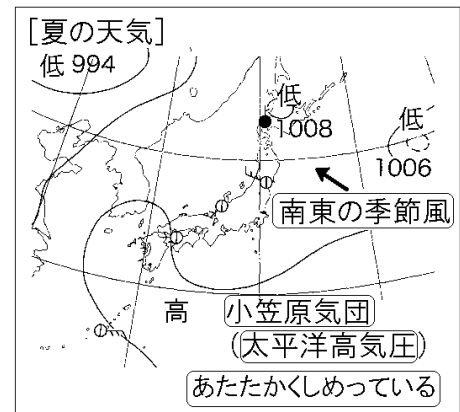 [夏の天気]
低 994
低
1008
低
1006
南東の季節風
高
小笠原気団
(太平洋高気圧)
あたたかくしめっている